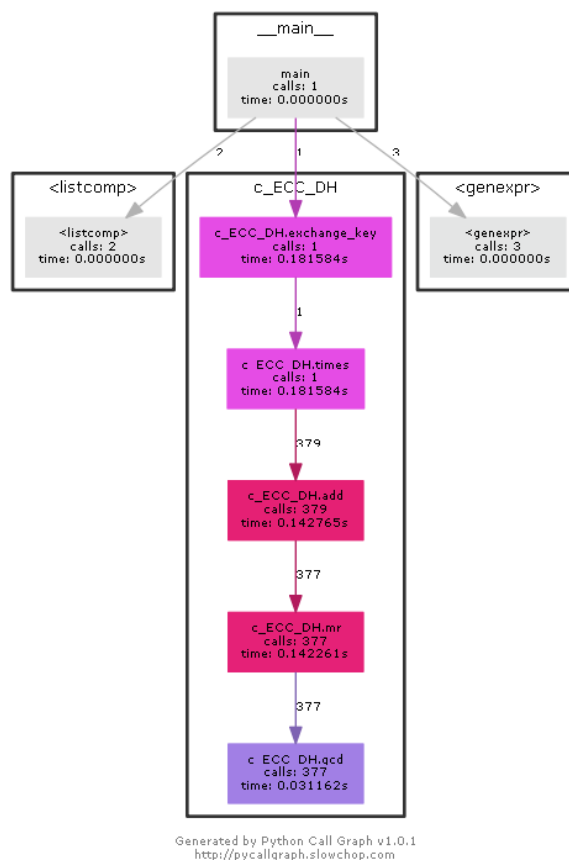 __main__
main
calls: 1
time: 0.000000s
2
1
3
<listcomp>
c_ECC_DH
<genexpr>
<listcomp>
calls: 2
time: 0.000000s
c_ECC_DH.exchange_key
calls: 1
time: 0.181584s
<genexpr>
calls: 3
time: 0.000000s
1
c_ECC_DH.times
calls: 1
time: 0.181584s
379
c_ECC_DH.add
calls: 379
time: 0.142765s
377
c_ECC_DH.mr
calls: 377
time: 0.142261s
377
c_ECC_DH.gcd
calls: 377
time: 0.031162s
Generated by Python Call Graph v1.0.1
http://pycallgraph.slowchop.com